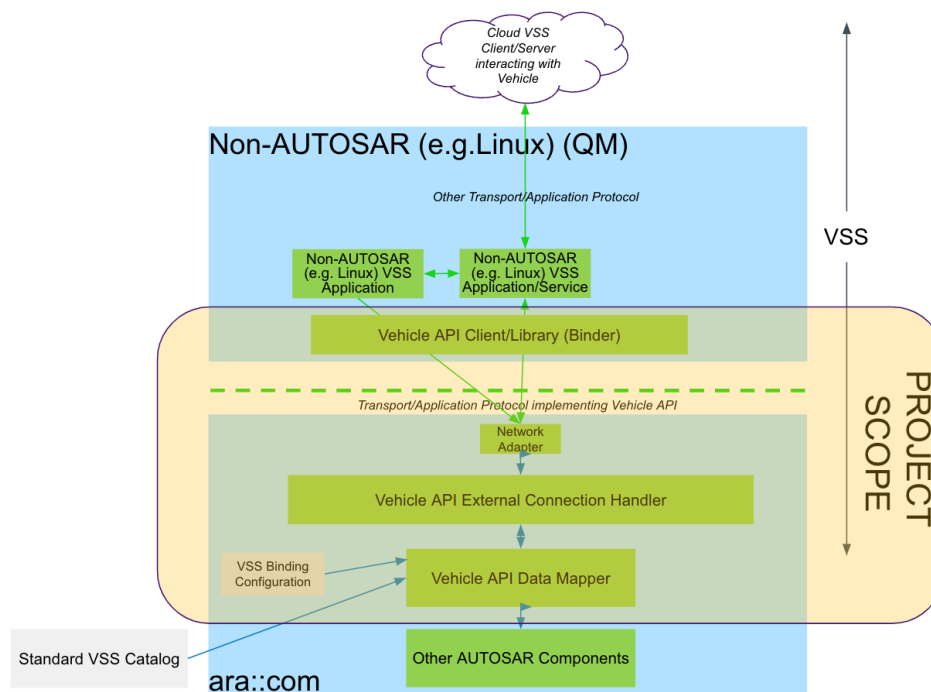 Cloud VSS
Client/Server
interacting with
Vehicle
Non-AUTOSAR (e.g.Linux) (QM)
Other Transport/Application Protocol
VSS
Non-AUTOSAR
(e.g. Linux) VSS
Application
Non-AUTOSAR
(e.g. Linux) VSS
Application/Service
Vehicle API Client/Library (Binder)
Transport/Application Protocol implementing Vehicle API
PROJECT
SCOPE
Network
Adapter
Vehicle API External Connection Handler
VSS Binding
Configuration
Vehicle API Data Mapper
Standard VSS Catalog
Other AUTOSAR Components
ara::com